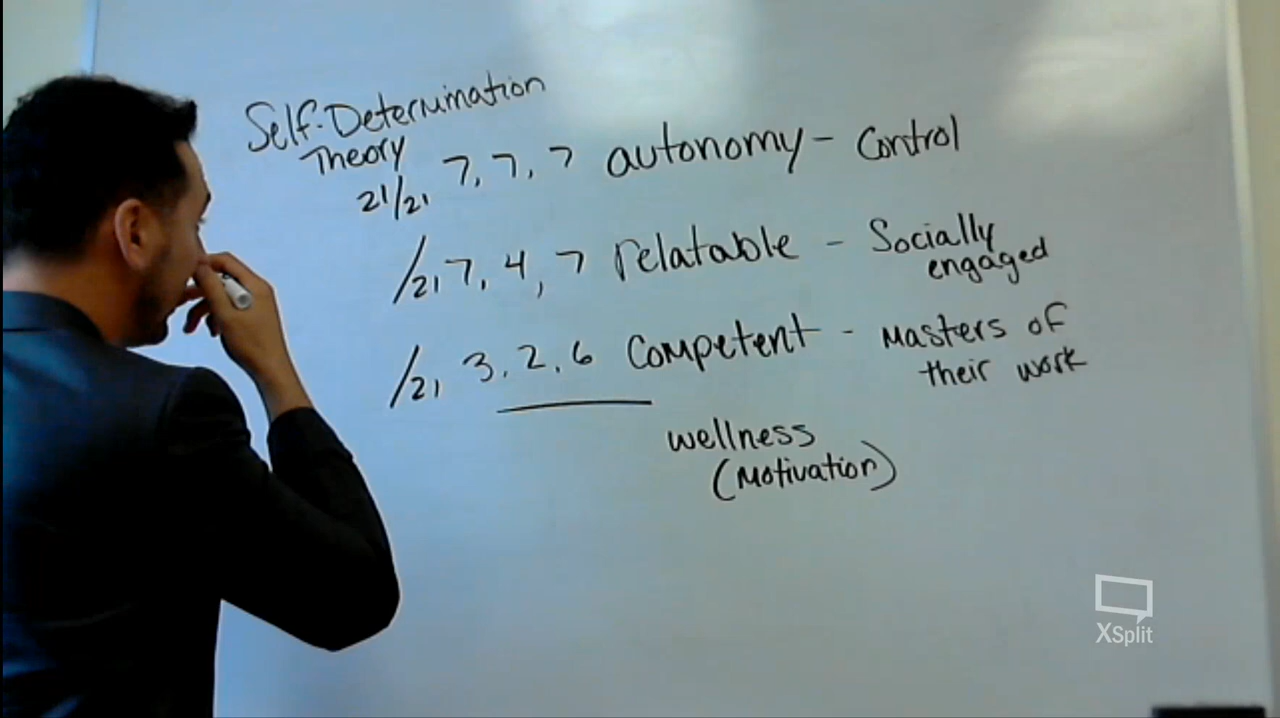 Self-Determination
Theory
21/21 7, 7, 7 autonomy - Control
/21, 7, 4, 7 relatable - Socially
engaged
/21, 3, 2, 6 Competent - Masters of
their work
wellness
(Motivation)
XSplit